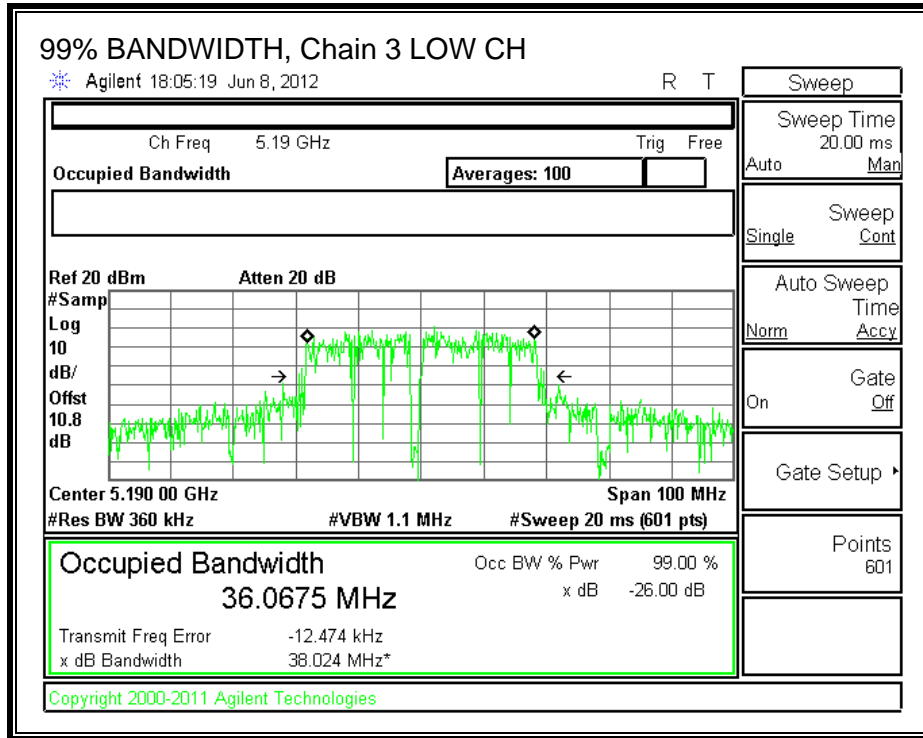 99% BANDWIDTH, Chain 3 LOW CH
Agilent 18:05:19 Jun 8, 2012
R T
Ch Freq 5.19 GHz Trig Free
Occupied Bandwidth Averages: 100
Ref 20 dBm Atten 20 dB
#Samp
Log
10
dB/
Offst
10.8
dB
Center 5.190 00 GHz Span 100 MHz
#Res BW 360 kHz #VBW 1.1 MHz #Sweep 20 ms (601 pts)
Occupied Bandwidth
36.0675 MHz
Occ BW % Pwr 99.00 %
x dB -26.00 dB
Transmit Freq Error -12.474 kHz
x dB Bandwidth 38.024 MHz*
Copyright 2000-2011 Agilent Technologies
Sweep
Sweep Time
20.00 ms
Auto Man
Sweep
Single Cont
Auto Sweep
Time
Norm Accy
Gate
On Off
Gate Setup
Points
601